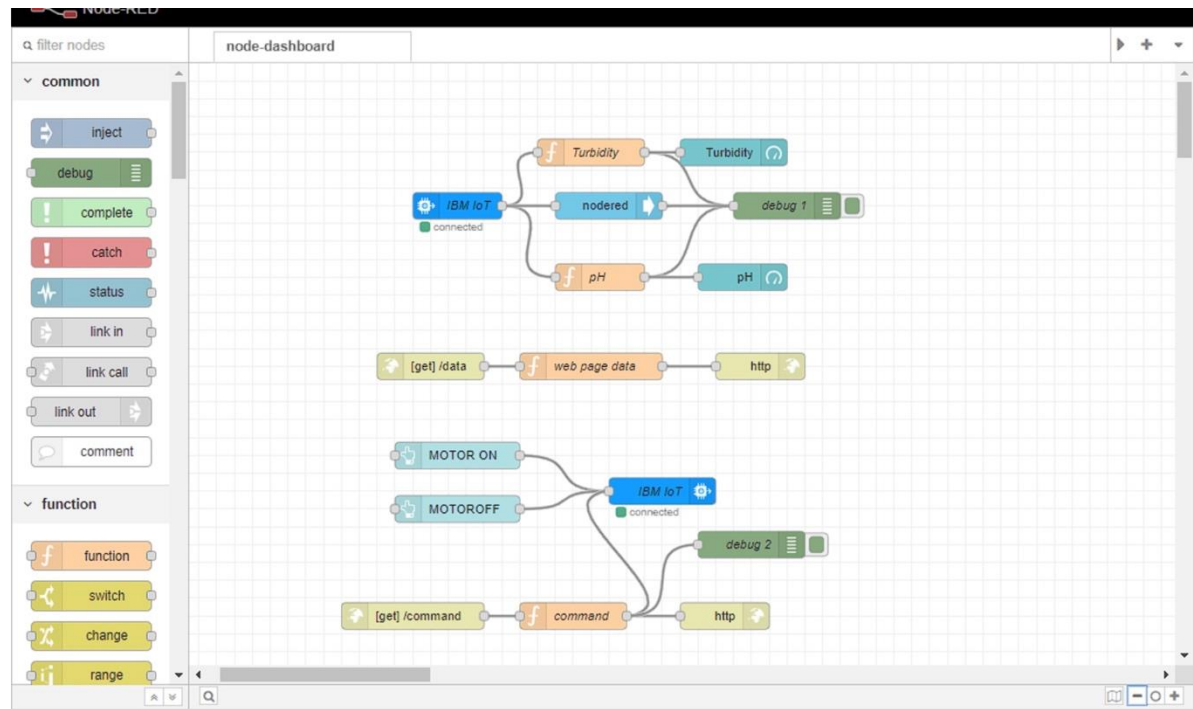 Node-RED
filter nodes
node-dashboard
common
inject
debug
complete
catch
status
link in
link call
link out
comment
function
function
switch
change
range
Turbidity
Turbidity
IBM IoT
connected
nodered
debug 1
pH
pH
[get] /data
web page data
http
MOTOR ON
MOTOROFF
IBM IoT
connected
debug 2
[get] /command
command
http